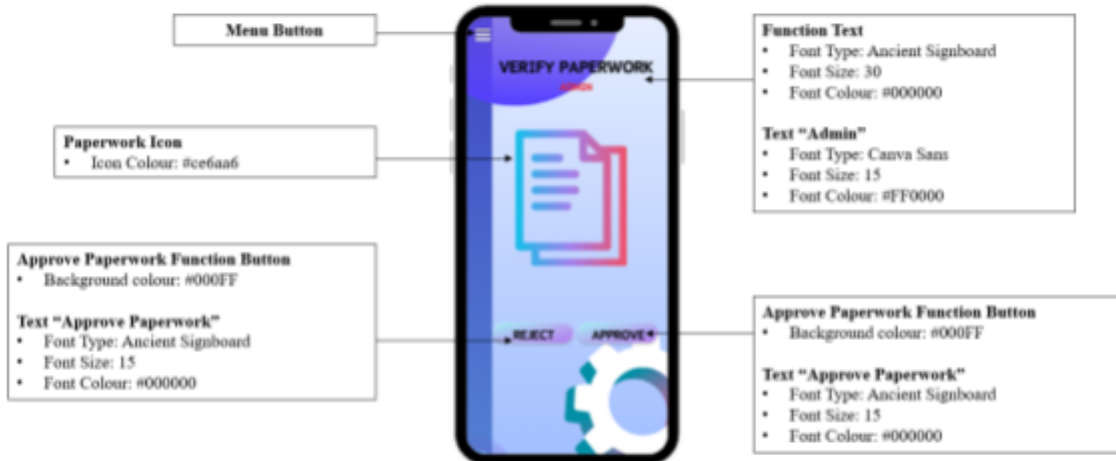 Menu Button
Paperwork Icon
• Icon Colour: #ce6aa6
Approve Paperwork Function Button
• Background colour: #000FF
Text “Approve Paperwork”
• Font Type: Ancient Signboard
• Font Size: 15
• Font Colour: #000000
VERIFY PAPERWORK
ADMIN
REJECT
APPROVE
Function Text
• Font Type: Ancient Signboard
• Font Size: 30
• Font Colour: #000000
Text “Admin”
• Font Type: Canva Sans
• Font Size: 15
• Font Colour: #FF0000
Approve Paperwork Function Button
• Background colour: #000FF
Text “Approve Paperwork”
• Font Type: Ancient Signboard
• Font Size: 15
• Font Colour: #000000